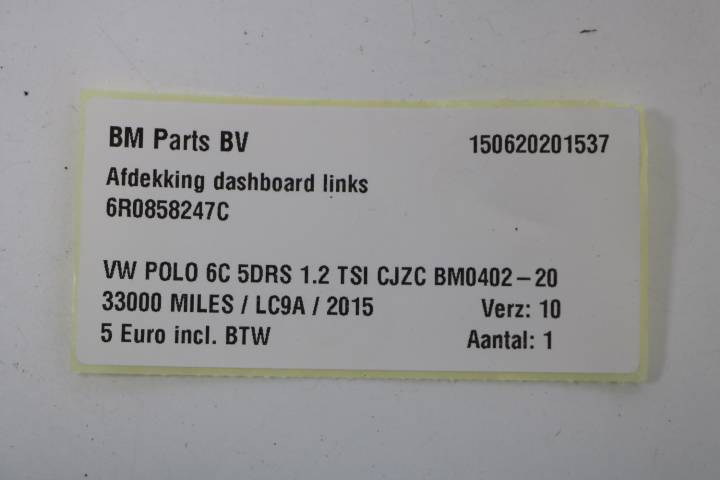 BM Parts BV 150620201537
Afdekking dashboard links
6R0858247C
VW POLO 6C 5DRS 1.2 TSI CJZC BM0402-20
33000 MILES / LC9A / 2015 Verz: 10
5 Euro incl. BTW Aantal: 1